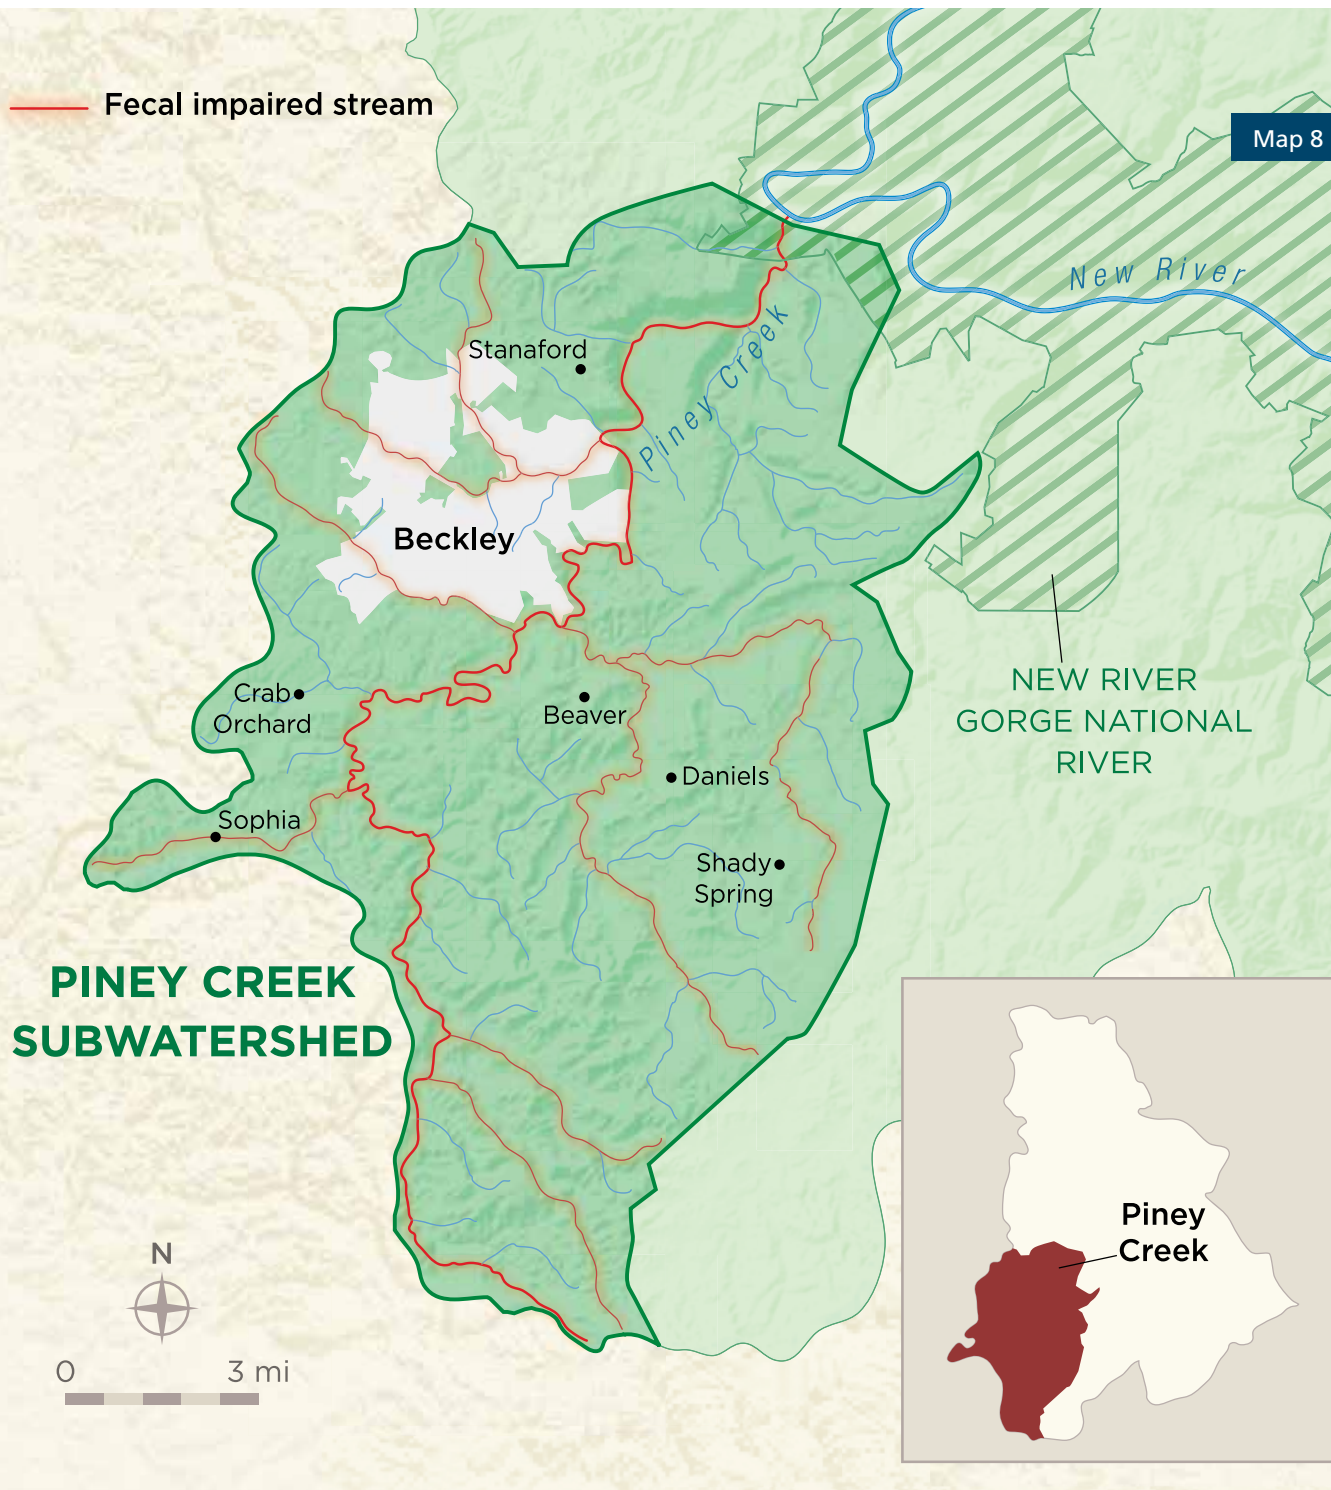 Fecal impaired stream
Map 8
New River
Stanaford
Piney Creek
Beckley
NEW RIVER
GORGE NATIONAL
RIVER
Crab
Orchard
Beaver
Daniels
Sophia
Shady
Spring
PINEY CREEK
SUBWATERSHED
Piney
Creek
N
0 3 mi